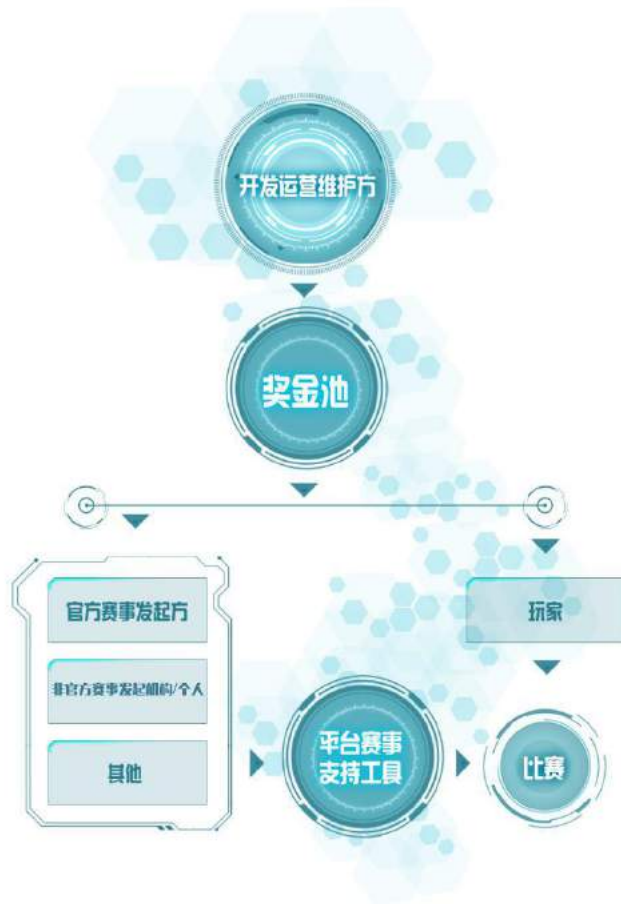 开发运营维护方
奖金池
官方赛事发起方
玩家
非官方赛事发起机构/个人
平台赛事
支持工具
其他
比赛